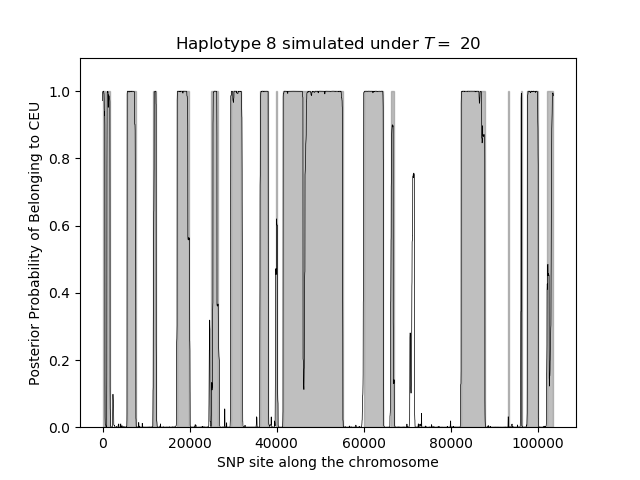 Haplotype 8 simulated under T = 20
Posterior Probability of Belonging to CEU
1.0
0.8
0.6
0.4
0.2
0.0
0 20000 40000 60000 80000 100000
SNP site along the chromosome